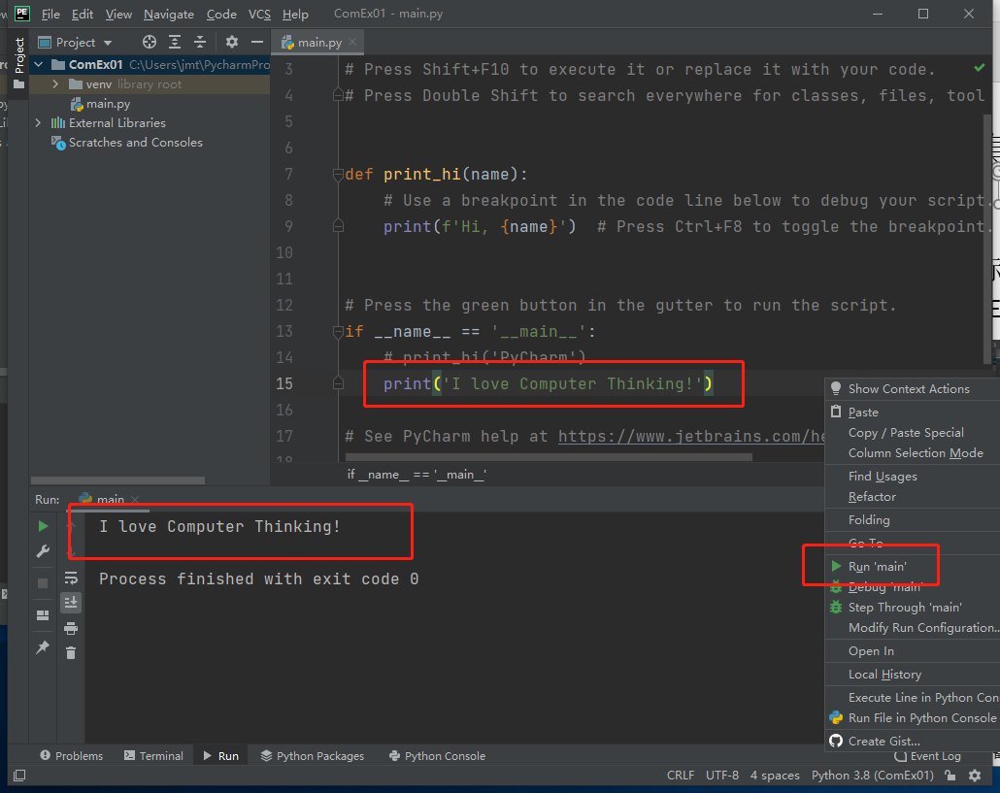 PE File Edit View Navigate Code VCS Help ComEx01 - main.py
Project
Project
main.py
ComEx01 C:\Users\jmt\PycharmPro
venv library root
main.py
External Libraries
Scratches and Consoles
3 # Press Shift+F10 to execute it or replace it with your code.
4 # Press Double Shift to search everywhere for classes, files, tool
5
6
7 def print_hi(name):
8 # Use a breakpoint in the code line below to debug your script.
9 print(f'Hi, {name}') # Press Ctrl+F8 to toggle the breakpoint.
10
11
12 # Press the green button in the gutter to run the script.
13 if __name__ == '__main__':
14 # print_hi('PyCharm')
15 print('I love Computer Thinking!')
16
17 # See PyCharm help at https://www.jetbrains.com/he
18
if __name__ == '__main__'
Run: main
I love Computer Thinking!
Process finished with exit code 0
Show Context Actions
Paste
Copy / Paste Special
Column Selection Mode
Find Usages
Refactor
Folding
Go To
Run 'main'
Debug 'main'
Step Through 'main'
Modify Run Configuration...
Open In
Local History
Execute Line in Python Con
Run File in Python Console
Create Gist...
Problems Terminal Run Python Packages Python Console Event Log
CRLF UTF-8 4 spaces Python 3.8 (ComEx01)